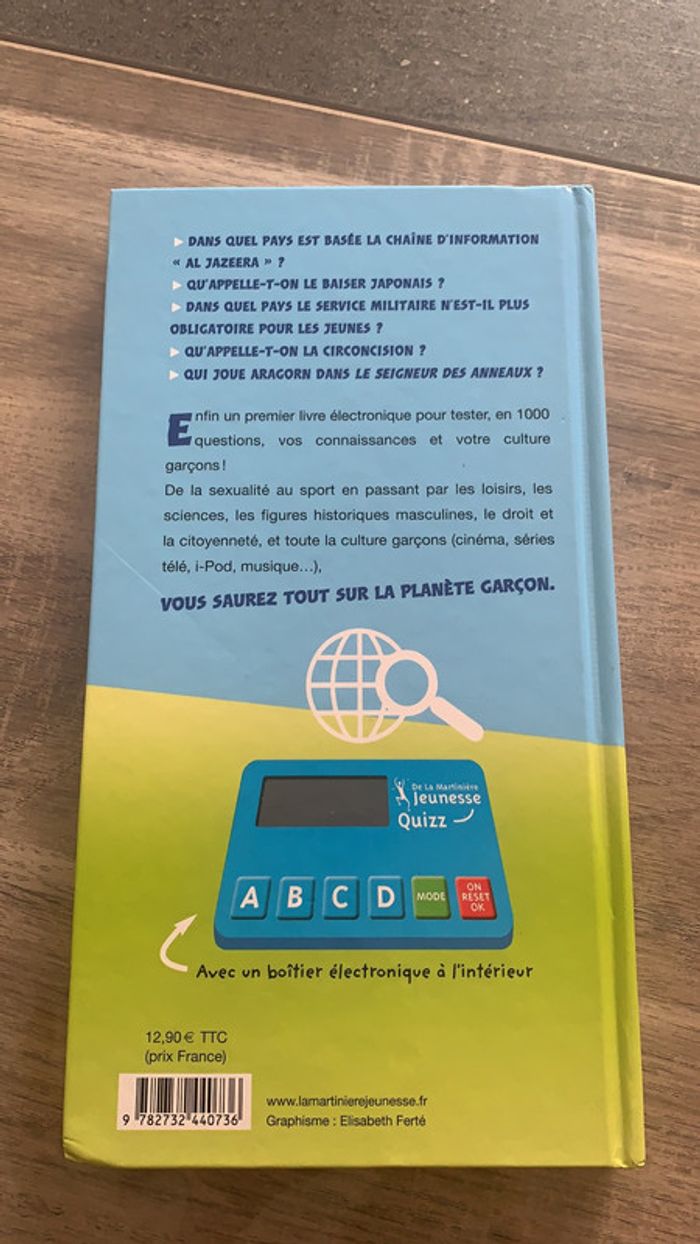 ▶ DANS QUEL PAYS EST BASÉE LA CHAÎNE D'INFORMATION
« AL JAZEERA » ?
▶ QU'APPELLE-T-ON LE BAISER JAPONAIS ?
▶ DANS QUEL PAYS LE SERVICE MILITAIRE N'EST-IL PLUS
OBLIGATOIRE POUR LES JEUNES ?
▶ QU'APPELLE-T-ON LA CIRCONCISION ?
▶ QUI JOUE ARAGORN DANS LE SEIGNEUR DES ANNEAUX ?
Enfin un premier livre électronique pour tester, en 1000
questions, vos connaissances et votre culture
garçons !
De la sexualité au sport en passant par les loisirs, les
sciences, les figures historiques masculines, le droit et
la citoyenneté, et toute la culture garçons (cinéma, séries
télé, i-Pod, musique...),
VOUS SAUREZ TOUT SUR LA PLANÈTE GARÇON.
De La Martinière
Jeunesse
Quizz
A B C D MODE ON
RESET
OK
Avec un boîtier électronique à l'intérieur
12,90 € TTC
(prix France)
9 782732 440736
www.lamartinierejeunesse.fr
Graphisme : Elisabeth Ferté